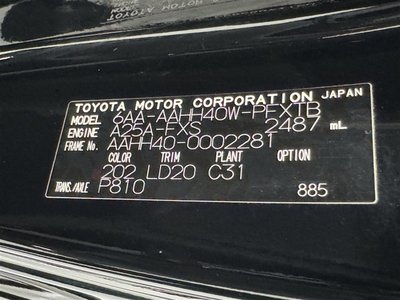 TOYOTA MOTOR CORPORATION JAPAN
MODEL 6AA-AAHH40W-PFXTB
ENGINE A25A-FXS 2487 mL
FRAME No. AAHH40-0002281
COLOR TRIM PLANT OPTION
202 LD20 C31
TRANS./AXLE P810 885